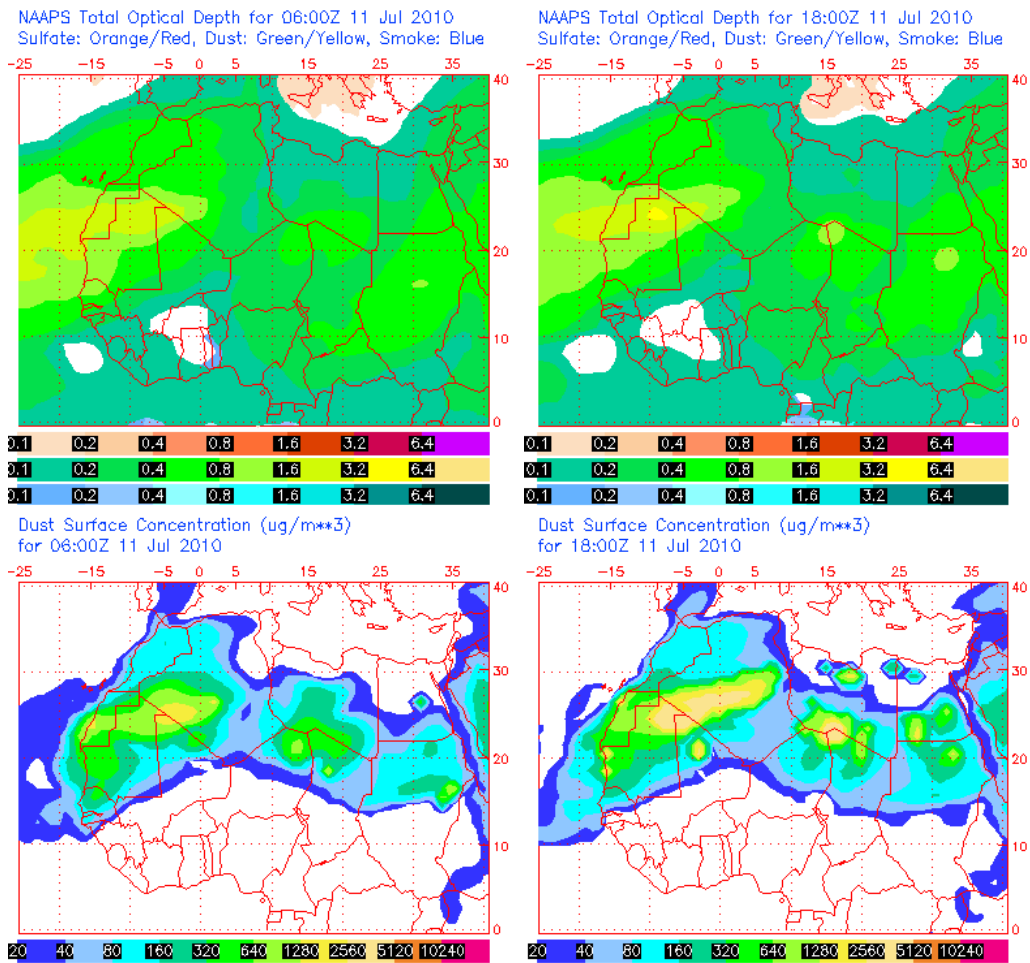 NAAPS Total Optical Depth for 06:00Z 11 Jul 2010
Sulfate: Orange/Red, Dust: Green/Yellow, Smoke: Blue
-25 -15 -5 0 5 15 25 35
40
30
20
10
0
0.1 0.2 0.4 0.8 1.6 3.2 6.4
0.1 0.2 0.4 0.8 1.6 3.2 6.4
0.1 0.2 0.4 0.8 1.6 3.2 6.4
NAAPS Total Optical Depth for 18:00Z 11 Jul 2010
Sulfate: Orange/Red, Dust: Green/Yellow, Smoke: Blue
-25 -15 -5 0 5 15 25 35
40
30
20
10
0
0.1 0.2 0.4 0.8 1.6 3.2 6.4
0.1 0.2 0.4 0.8 1.6 3.2 6.4
0.1 0.2 0.4 0.8 1.6 3.2 6.4
Dust Surface Concentration (ug/m**3)
for 06:00Z 11 Jul 2010
-25 -15 -5 0 5 15 25 35
40
30
20
10
0
20 40 80 160 320 640 1280 2560 5120 10240
Dust Surface Concentration (ug/m**3)
for 18:00Z 11 Jul 2010
-25 -15 -5 0 5 15 25 35
40
30
20
10
0
20 40 80 160 320 640 1280 2560 5120 10240